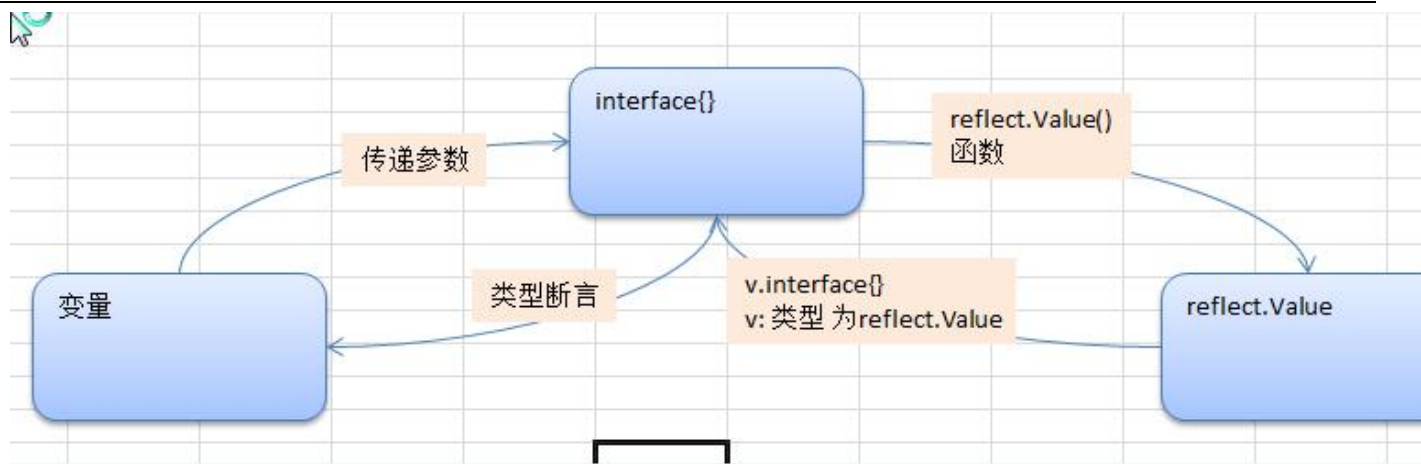 interface{}
reflect.Value()
函数
传递参数
类型断言
v.interface{}
v: 类型 为reflect.Value
变量
reflect.Value